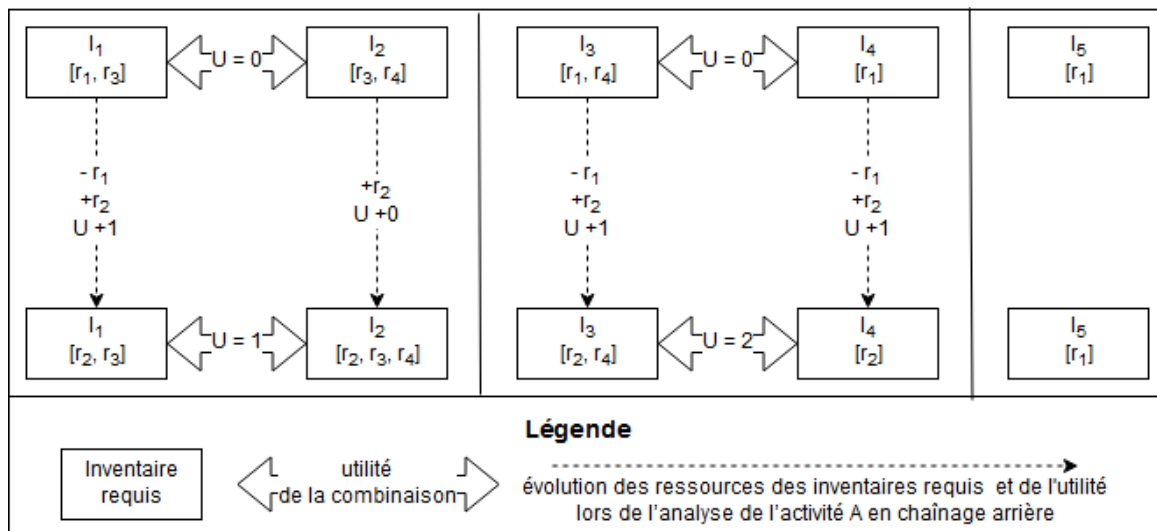 I₁ I₂ I₃ I₄ I₅
[r₁, r₃] U = 0 [r₃, r₄] [r₁, r₄] U = 0 [r₁] [r₁]
- r₁ - r₁ - r₁
+r₂ +r₂ +r₂ +r₂
U +1 U +0 U +1 U +1
I₁ I₂ I₃ I₄ I₅
[r₂, r₃] U = 1 [r₂, r₃, r₄] [r₂, r₄] U = 2 [r₂] [r₁]
Légende
Inventaire
requis
utilité
de la combinaison
évolution des ressources des inventaires requis et de l'utilité
lors de l'analyse de l'activité A en chaînage arrière